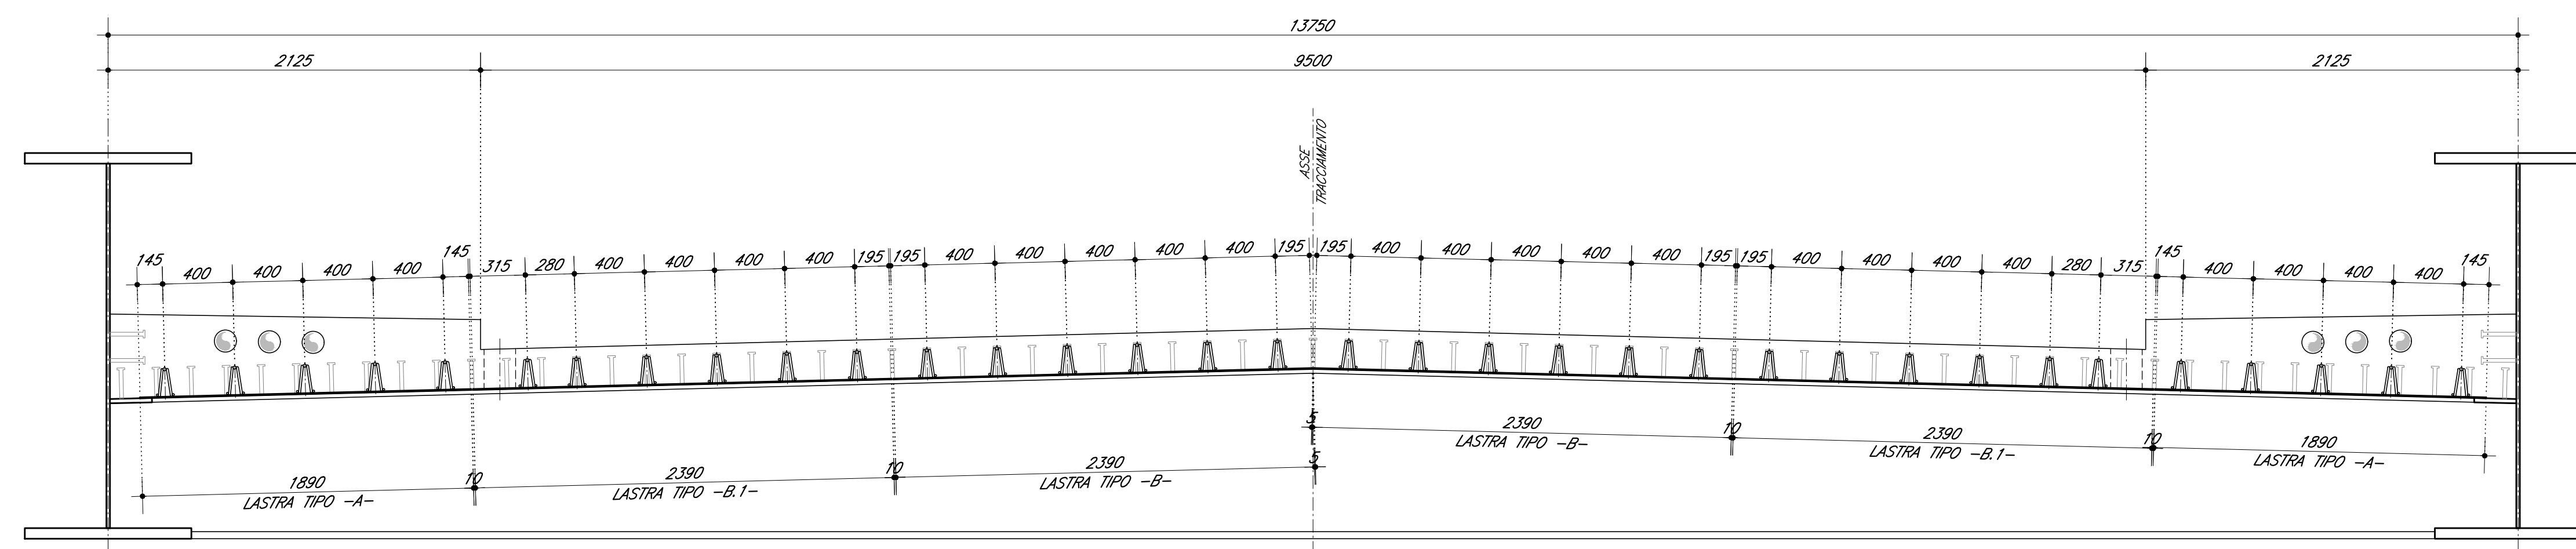 13750
2125 9500 2125
ASSE
TRACCIAMENTO
145 400 400 400 400 145 315 280 400 400 400 400 195 195 400 400 400 400 400 195 195 400 400 400 400 400 195 195 400 400 400 400 280 315 145 400 400 400 400 145
5 2390 10 2390 10 1890
LASTRA TIPO -B- LASTRA TIPO -B.1- LASTRA TIPO -A-
1890 10 2390 10 2390 5
LASTRA TIPO -A- LASTRA TIPO -B.1- LASTRA TIPO -B-